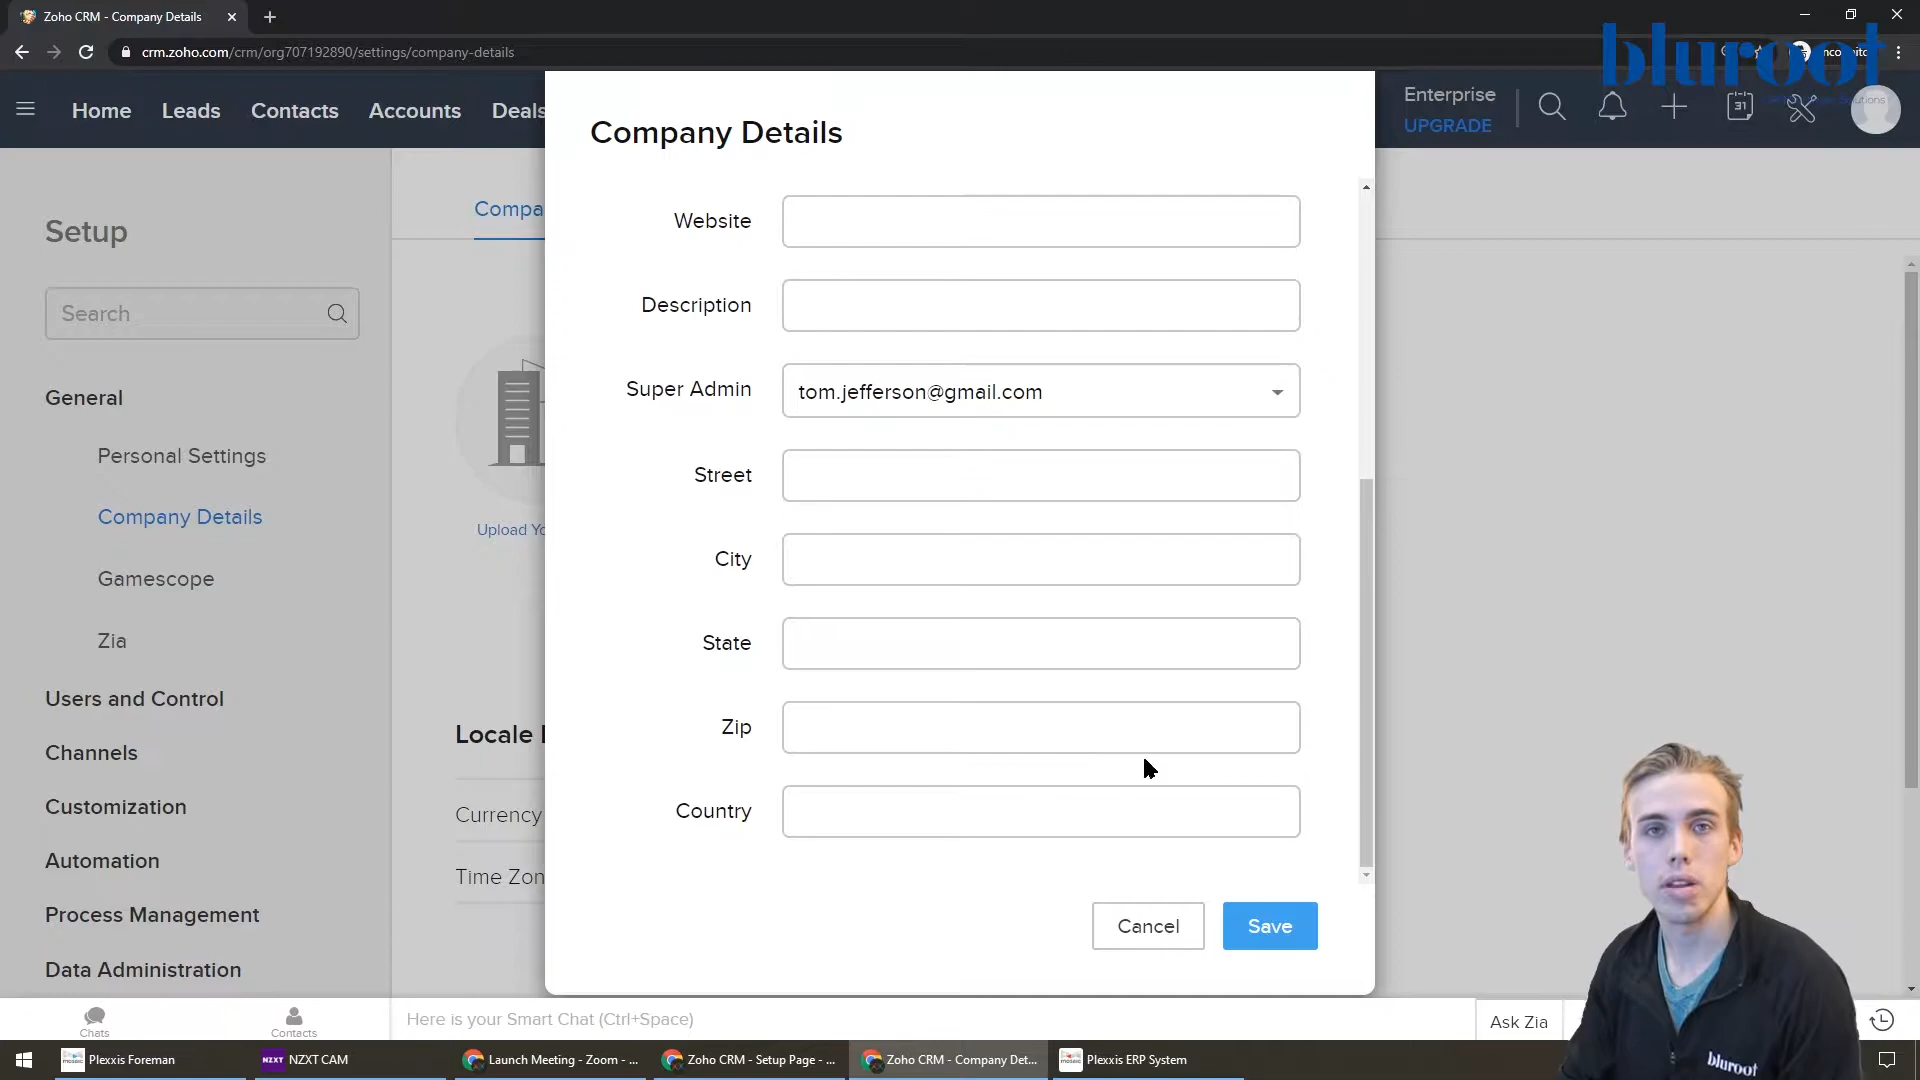 Zoho CRM - Company Details
crm.zoho.com/crm/org707192890/settings/company-details
bluroot
Home
Leads
Contacts
Accounts
Deals
Enterprise
UPGRADE
31
Setup
Search
General
Personal Settings
Company Details
Gamescope
Zia
Users and Control
Channels
Customization
Automation
Process Management
Data Administration
Compa
Upload Yo
Locale I
Currency
Time Zon
Company Details
Website
Description
Super Admin
tom.jefferson@gmail.com
Street
City
State
Zip
Country
Cancel
Save
Chats
Contacts
Here is your Smart Chat (Ctrl+Space)
Ask Zia
bluroot
Plexxis Foreman
NZXT
NZXT CAM
Launch Meeting - Zoom - ...
Zoho CRM - Setup Page - ...
Zoho CRM - Company Det...
Plexxis ERP System